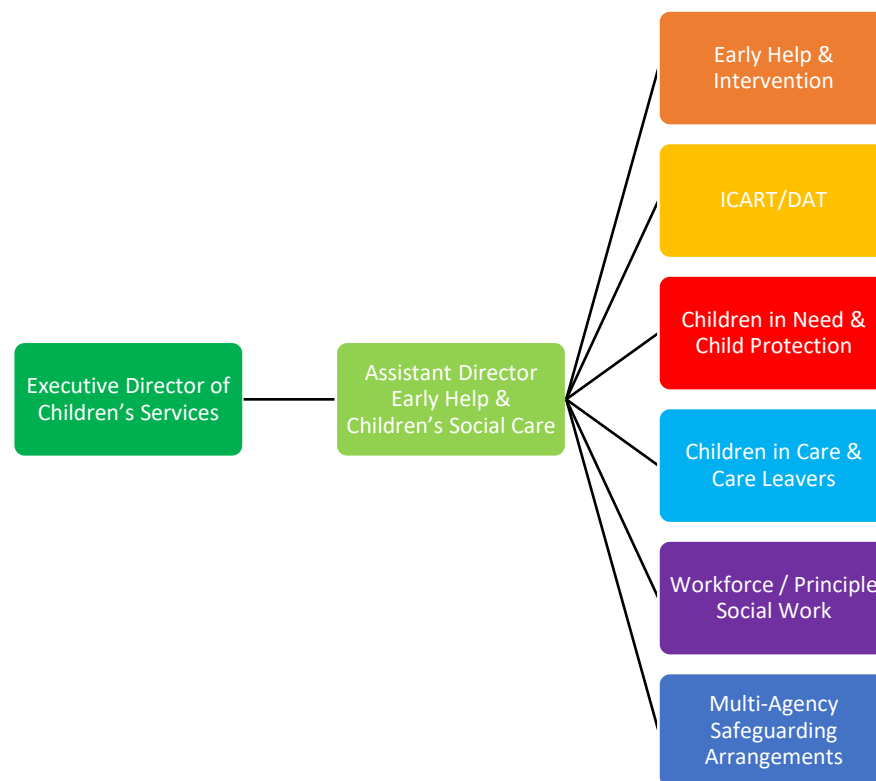 Executive Director of
Children’s Services
Assistant Director
Early Help &
Children’s Social Care
Early Help &
Intervention
ICART/DAT
Children in Need &
Child Protection
Children in Care &
Care Leavers
Workforce / Principle
Social Work
Multi-Agency
Safeguarding
Arrangements